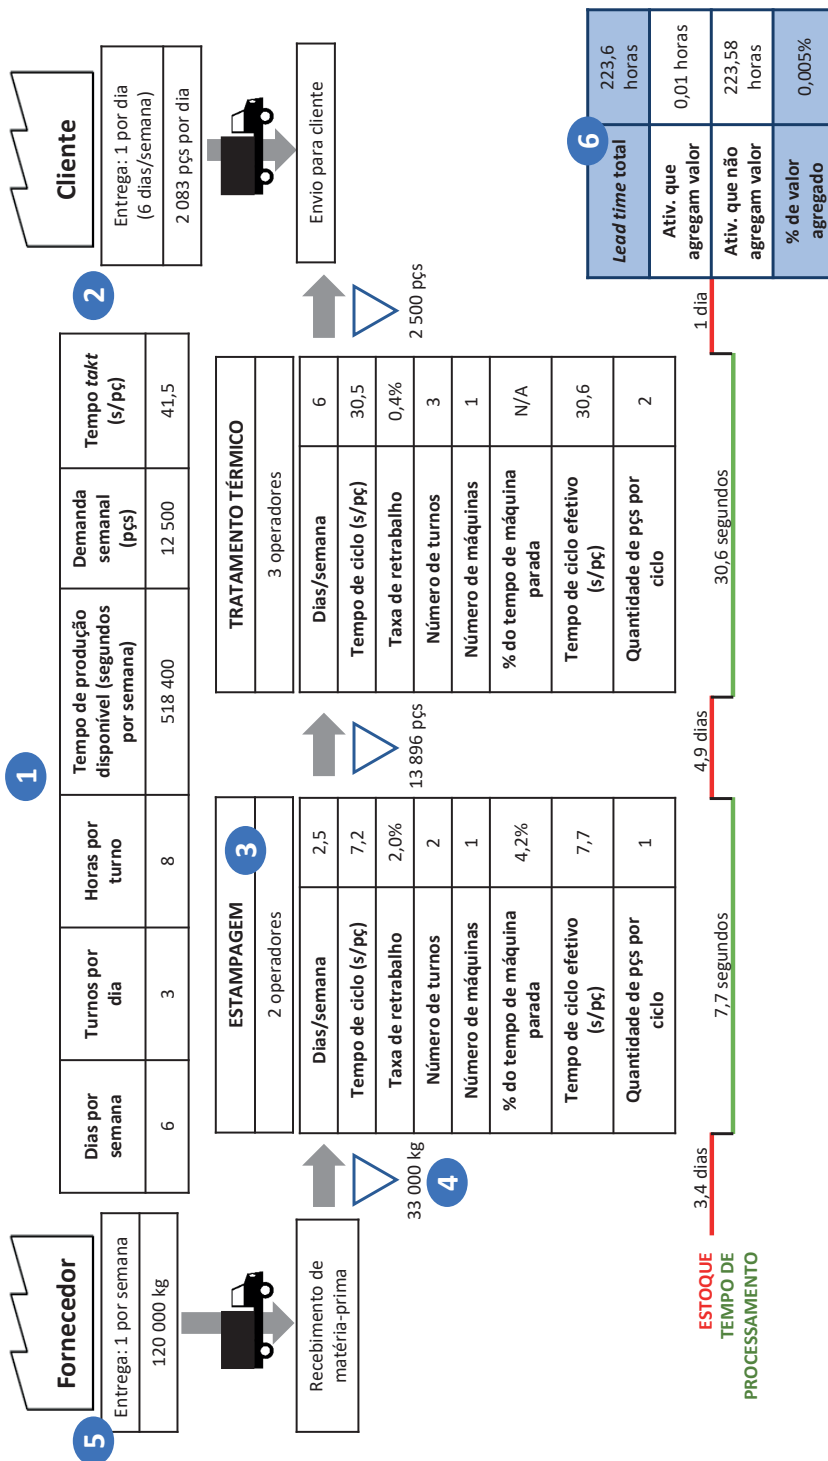 Fornecedor
5
Entrega: 1 por semana
120 000 kg
Recebimento de
matéria-prima
1
Dias por
semana
Turnos por
dia
Horas por
turno
Tempo de produção
disponível (segundos
por semana)
Demanda
semanal
(pçs)
Tempo takt
(s/pç)
6
3
8
518 400
12 500
41,5
2
Cliente
Entrega: 1 por dia
(6 dias/semana)
2 083 pçs por dia
Envio para cliente
33 000 kg
4
ESTAMPAGEM
3
2 operadores
Dias/semana
2,5
Tempo de ciclo (s/pç)
7,2
Taxa de retrabalho
2,0%
Número de turnos
2
Número de máquinas
1
% do tempo de máquina
parada
4,2%
Tempo de ciclo efetivo
(s/pç)
7,7
Quantidade de pçs por
ciclo
1
13 896 pçs
TRATAMENTO TÉRMICO
3 operadores
Dias/semana
6
Tempo de ciclo (s/pç)
30,5
Taxa de retrabalho
0,4%
Número de turnos
3
Número de máquinas
1
% do tempo de máquina
parada
N/A
Tempo de ciclo efetivo
(s/pç)
30,6
Quantidade de pçs por
ciclo
2
2 500 pçs
ESTOQUE
TEMPO DE
PROCESSAMENTO
3,4 dias
7,7 segundos
4,9 dias
30,6 segundos
1 dia
6
Lead time total
223,6
horas
Ativ. que
agregam valor
0,01 horas
Ativ. que não
agregam valor
223,58
horas
% de valor
agregado
0,005%